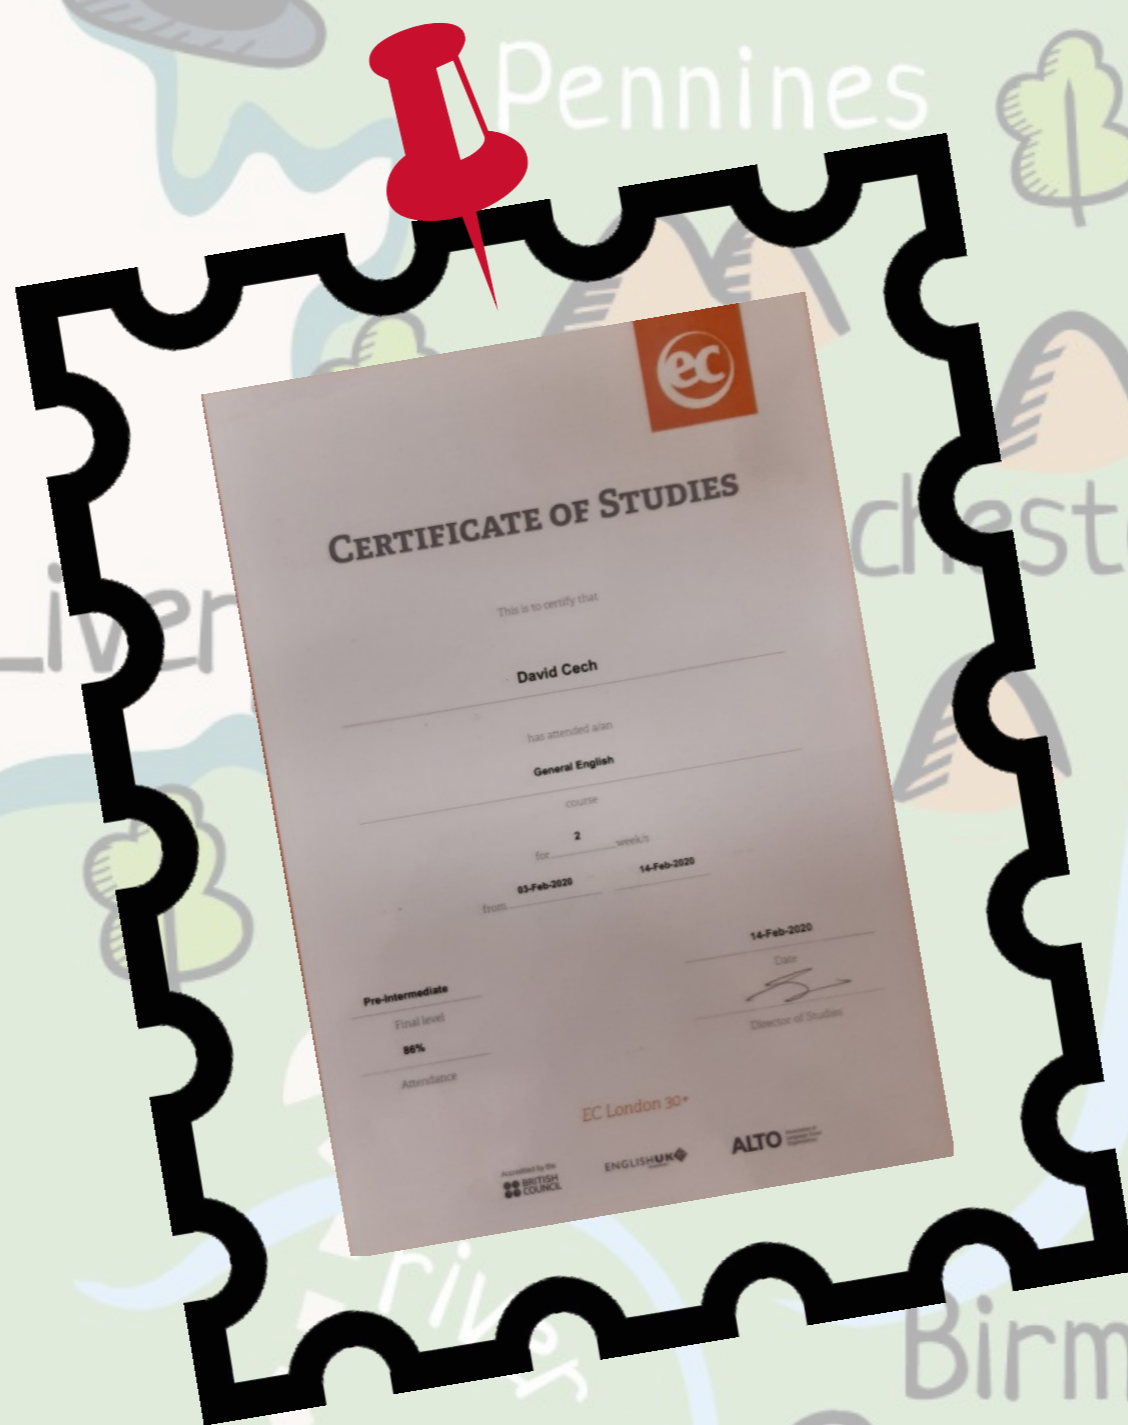 Pennines
chest
Liver
ec
CERTIFICATE OF STUDIES
This is to certify that
David Cech
has attended a/an
General English
course
for 2 week/s
from 03-Feb-2020 14-Feb-2020
14-Feb-2020
Date
Pre-Intermediate
Final level
Director of Studies
86%
Attendance
EC London 30+
Accredited by the
BRITISH
COUNCIL
ENGLISHUK
ALTO
rivers
Birm